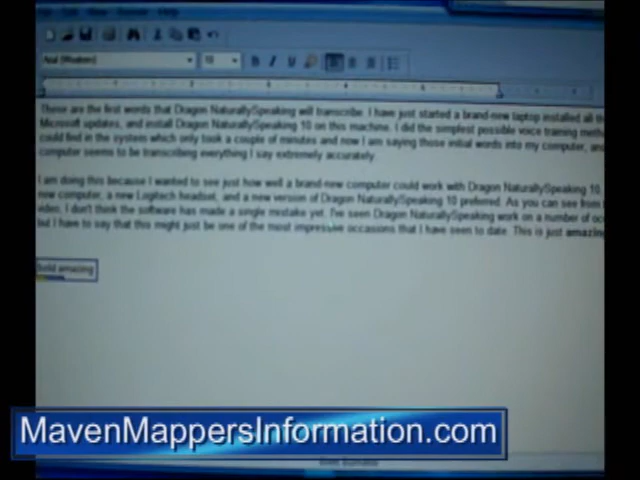 Arial (Western)
10
These are the first words that Dragon NaturallySpeaking will transcribe. I have just started a brand-new laptop installed all
Microsoft updates, and install Dragon NaturallySpeaking 10 on this machine. I did the simplest possible voice training
could find in the system which only took a couple of minutes and now I am saying those initial words into my computer, and
computer seems to be transcribing everything I say extremely accurately.
I am doing this because I wanted to see just how well a brand-new computer could work with Dragon NaturallySpeaking 10,
new computer, a new Logitech headset, and a new version of Dragon NaturallySpeaking 10 preferred. As you can see from
video, I don't think the software has made a single mistake yet. I've seen Dragon NaturallySpeaking work on a number of
but I have to say that this might just be one of the most impressive occasions that I have seen to date. This is just amazing
bold amazing
MavenMappersInformation.com